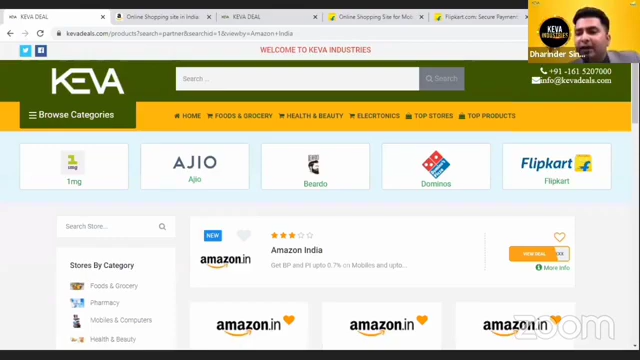 KEVA DEAL
Online Shopping site in India
KEVA DEAL
Online Shopping Site for Mob
Flipkart.com: Secure Payment
kevadeals.com/products?search=partner&searchid=1&viewby=Amazon+India
KEVA
INDUSTRIES
Dharinder Sin...
WELCOME TO KEVA INDUSTRIES
KEVA
Search ...
Search
+91 -161 5207000
info@kevadeals.com
Browse Categories
HOME
FOODS & GROCERY
HEALTH & BEAUTY
ELECRTONICS
TOP STORES
TOP PRODUCTS
1mg
AJIO
Flipkart
1mg
Ajio
Beardo
Dominos
Flipkart
Search Store...
NEW
Amazon India
amazon.in
Get BP and PI upto 0.7% on Mobiles and upto...
VIEW DEAL
XXX
More Info
Stores By Category
Foods & Grocery
Pharmacy
Mobiles & Computers
Health & Beauty
amazon.in
amazon.in
amazon.in
zoom